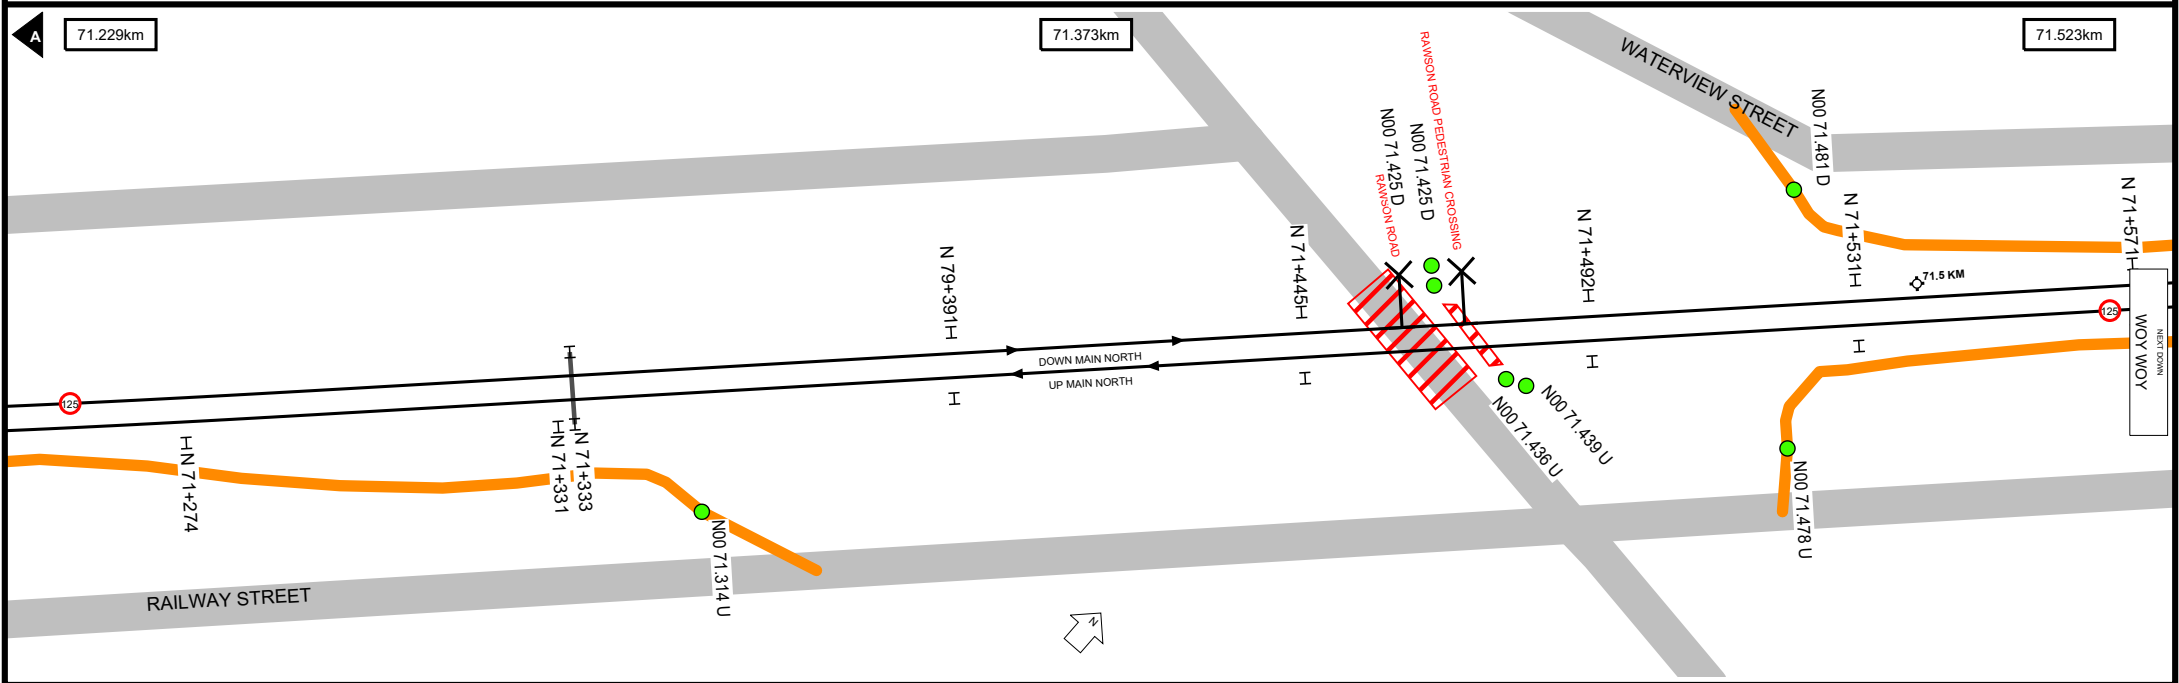 A
71.229km
71.373km
71.523km
WATERVIEW STREET
RAWSON ROAD PEDESTRIAN CROSSING
RAWSON ROAD
N00 71.425 D
N00 71.425 D
N00 71.481 D
N 79+391H
N 71+445H
N 71+492H
N 71+531H
N 71+571H
71.5 KM
125
125
DOWN MAIN NORTH
UP MAIN NORTH
H
H
H
H
H
H
HN 71+274
HN 71+331
N 71+333
N00 71.314 U
N00 71.436 U
N00 71.439 U
N00 71.478 U
NEXT DOWN
WOY WOY
RAILWAY STREET
N